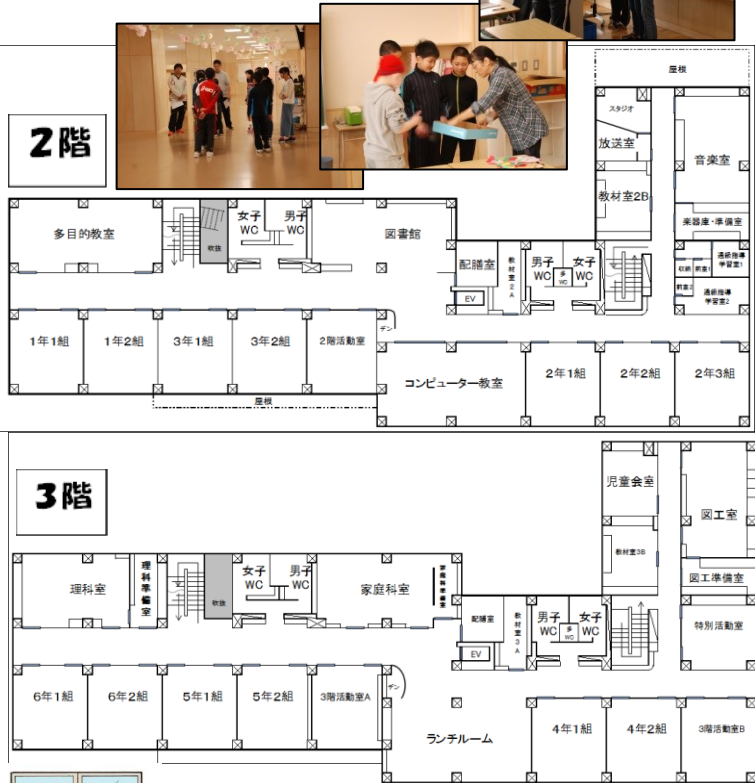 2階
屋根
スタジオ
放送室
音楽室
教材室2B
楽器庫・準備室
多目的教室
吹抜
女子
WC
男子
WC
図書館
配膳室
EV
教材室2A
男子
WC
多
WC
女子
WC
収納
前室1
通級指導
学習室1
前室2
通級指導
学習室2
1年1組
1年2組
3年1組
3年2組
2階活動室
デン
コンピューター教室
2年1組
2年2組
2年3組
屋根
3階
児童会室
図工室
教材室3B
図工準備室
理科室
理科準備室
吹抜
女子
WC
男子
WC
家庭科室
家庭科準備室
配膳室
EV
教材室3A
男子
WC
多
WC
女子
WC
特別活動室
6年1組
6年2組
5年1組
5年2組
3階活動室A
デン
ランチルーム
4年1組
4年2組
3階活動室B